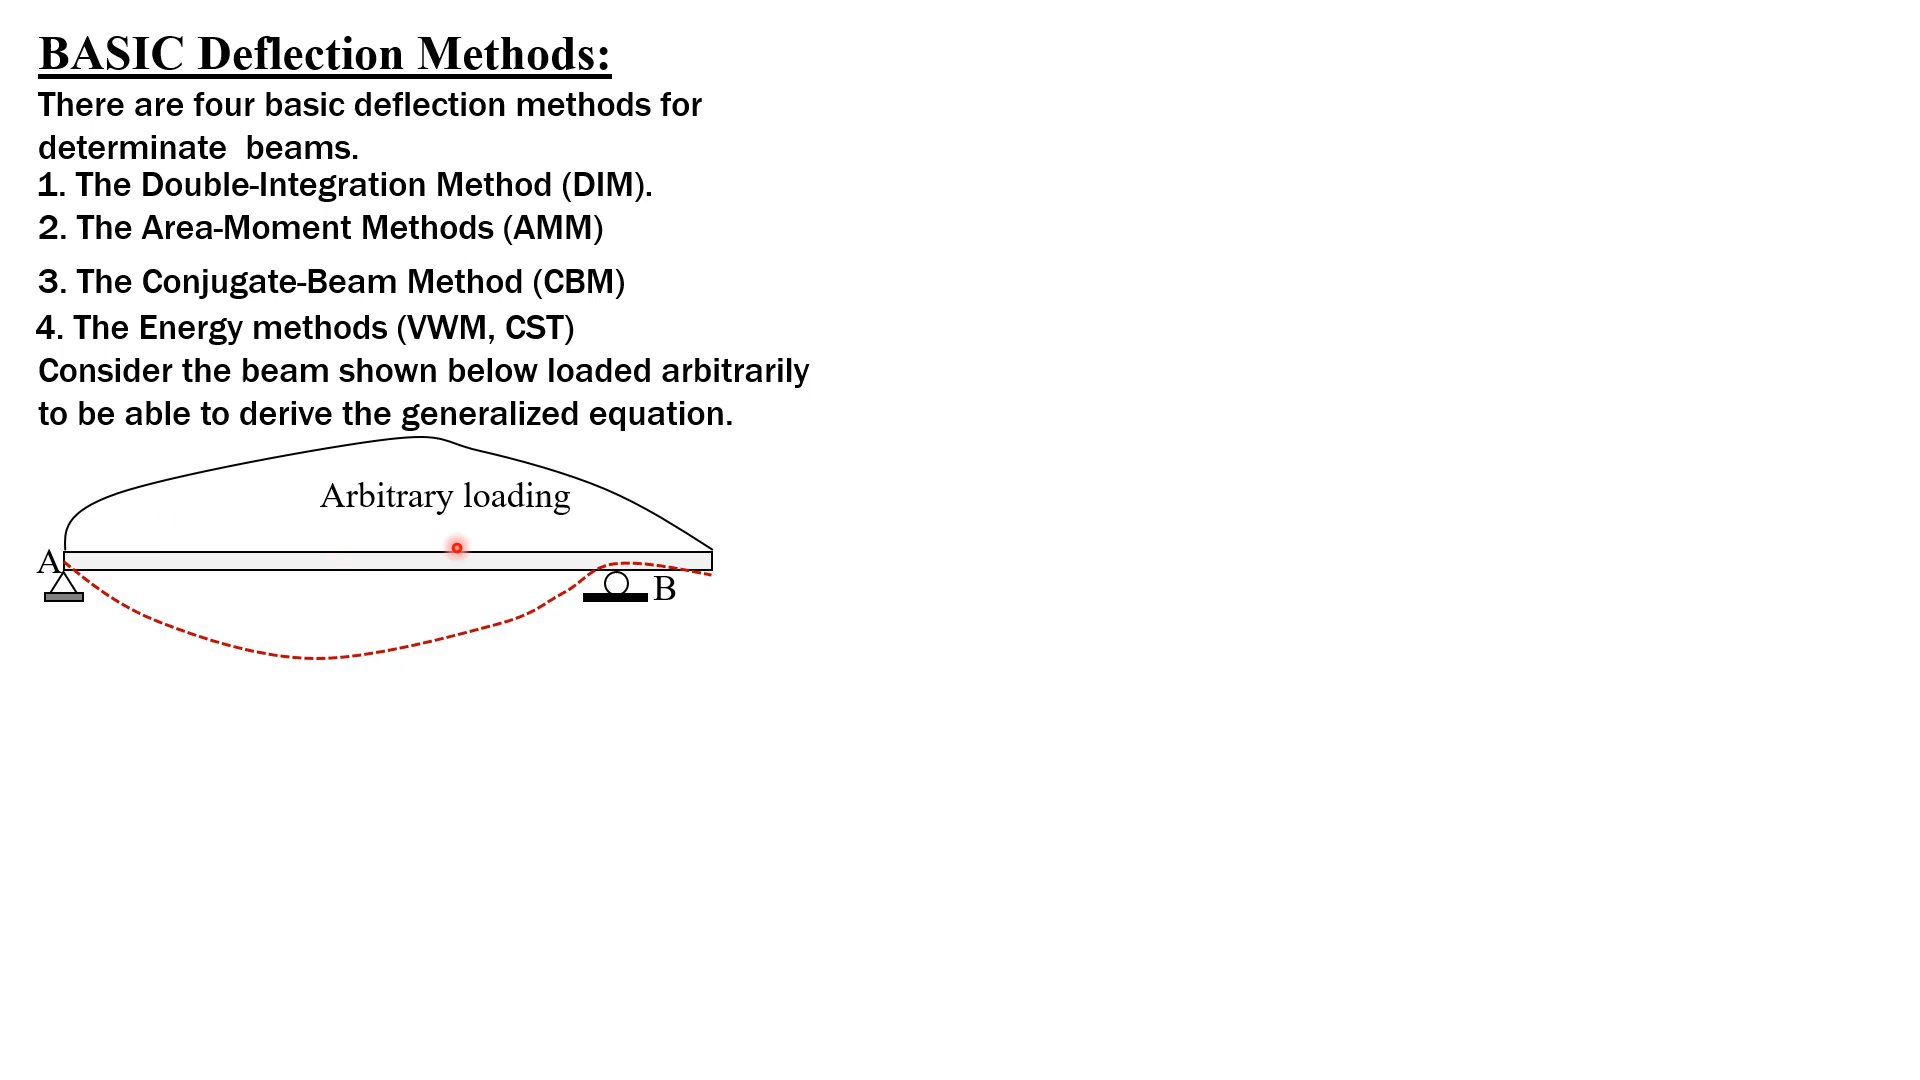 BASIC Deflection Methods:
There are four basic deflection methods for
determinate  beams.
1. The Double-Integration Method (DIM).
2. The Area-Moment Methods (AMM)
3. The Conjugate-Beam Method (CBM)
4. The Energy methods (VWM, CST)
Consider the beam shown below loaded arbitrarily
to be able to derive the generalized equation.
Arbitrary loading
A
B